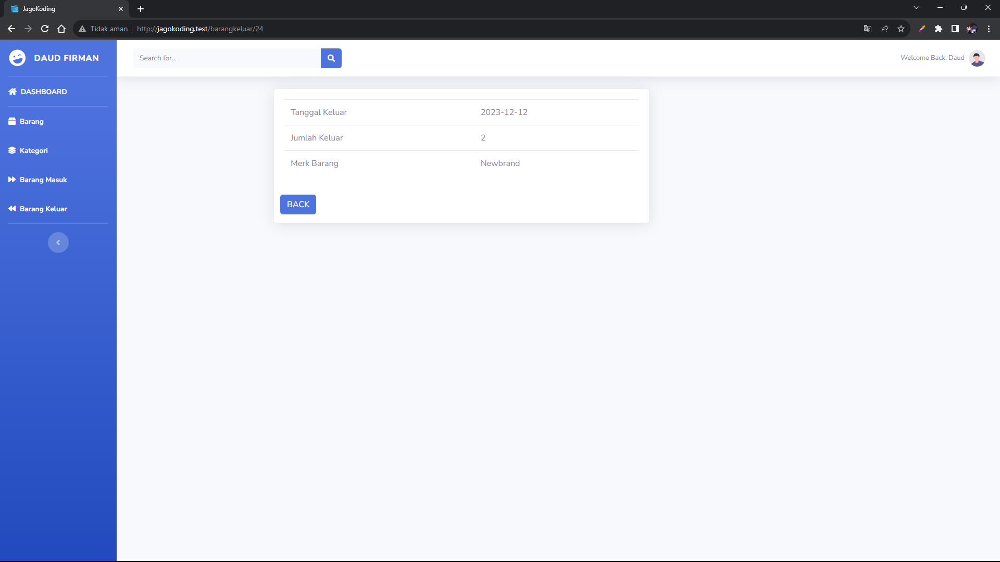 JagoKoding
Tidak aman http://jagokoding.test/barangkeluar/24
DAUD FIRMAN
Search for...
Welcome Back, Daud
DASHBOARD
Barang
Kategori
Barang Masuk
Barang Keluar
Tanggal Keluar 2023-12-12
Jumlah Keluar 2
Merk Barang Newbrand
BACK